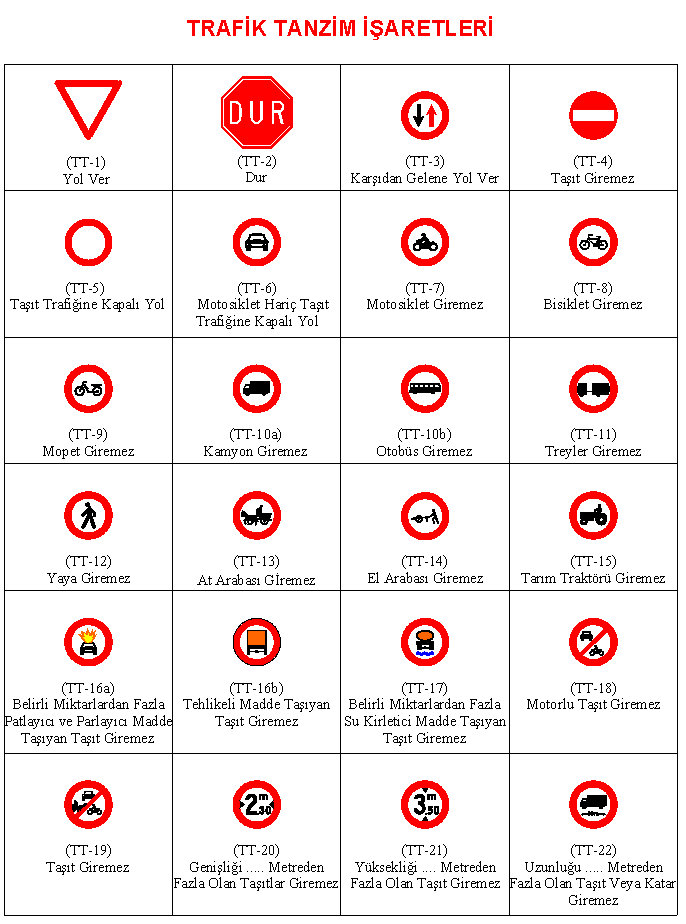 TRAFİK TANZİM İŞARETLERİ
(TT-1)
Yol Ver
DUR
(TT-2)
Dur
(TT-3)
Karşıdan Gelene Yol Ver
(TT-4)
Taşıt Giremez
(TT-5)
Taşıt Trafiğine Kapalı Yol
(TT-6)
Motosiklet Hariç Taşıt
Trafiğine Kapalı Yol
(TT-7)
Motosiklet Giremez
(TT-8)
Bisiklet Giremez
(TT-9)
Mopet Giremez
(TT-10a)
Kamyon Giremez
(TT-10b)
Otobüs Giremez
(TT-11)
Treyler Giremez
(TT-12)
Yaya Giremez
(TT-13)
At Arabası Gİremez
(TT-14)
El Arabası Giremez
(TT-15)
Tarım Traktörü Giremez
(TT-16a)
Belirli Miktarlardan Fazla
Patlayıcı ve Parlayıcı Madde
Taşıyan Taşıt Giremez
(TT-16b)
Tehlikeli Madde Taşıyan
Taşıt Giremez
(TT-17)
Belirli Miktarlardan Fazla
Su Kirletici Madde Taşıyan
Taşıt Giremez
(TT-18)
Motorlu Taşıt Giremez
(TT-19)
Taşıt Giremez
2 m 30
(TT-20)
Genişliği ..... Metreden
Fazla Olan Taşıtlar Giremez
3 m .50
(TT-21)
Yüksekliği .... Metreden
Fazla Olan Taşıt Giremez
(TT-22)
Uzunluğu ..... Metreden
Fazla Olan Taşıt Veya Katar
Giremez